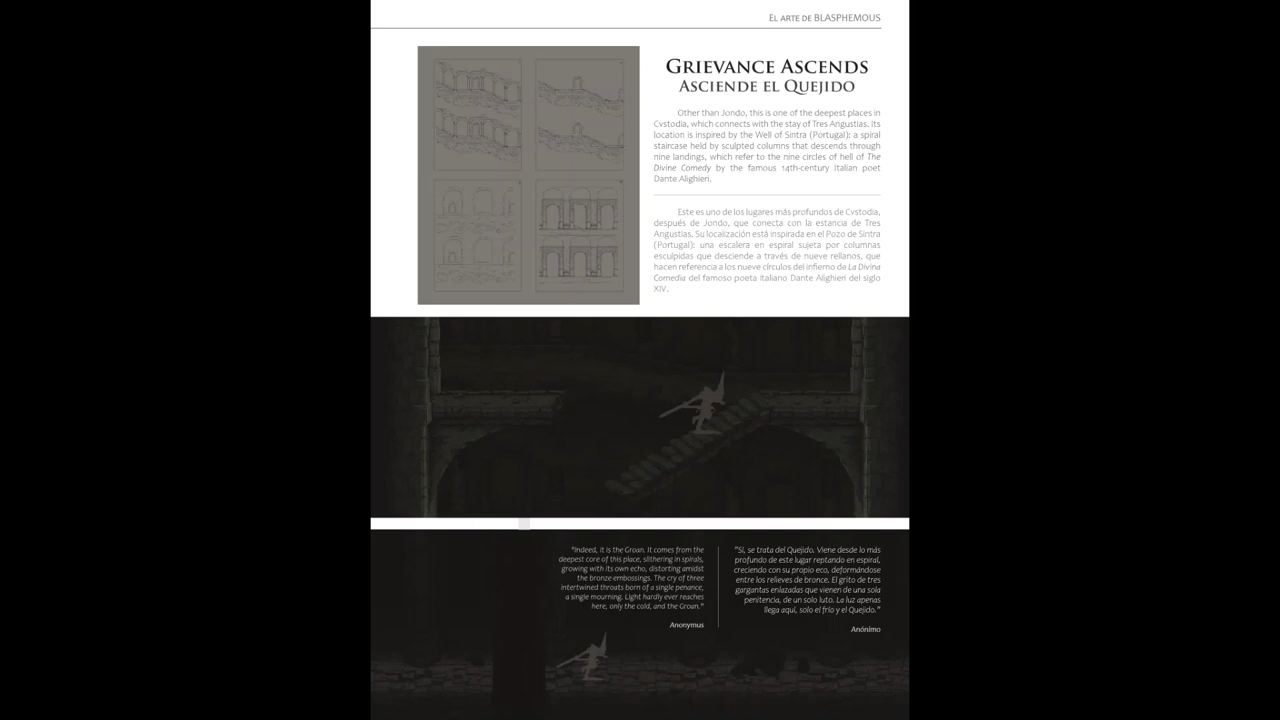 EL ARTE DE BLASPHEMOUS
GRIEVANCE ASCENDS
ASCIENDE EL QUEJIDO
Other than Jondo, this is one of the deepest places in
Cvstodia, which connects with the stay of Tres Angustias. Its
location is inspired by the Well of Sintra (Portugal): a spiral
staircase held by sculpted columns that descends through
nine landings, which refer to the nine circles of hell of The
Divine Comedy by the famous 14th-century Italian poet
Dante Alighieri.
Este es uno de los lugares más profundos de Cvstodia,
después de Jondo, que conecta con la estancia de Tres
Angustias. Su localización está inspirada en el Pozo de Sintra
(Portugal): una escalera en espiral sujeta por columnas
esculpidas que desciende a través de nueve rellanos, que
hacen referencia a los nueve círculos del infierno de La Divina
Comedia del famoso poeta italiano Dante Alighieri del siglo
XIV.
"Indeed, it is the Groan. It comes from the
deepest core of this place, slithering in spirals,
growing with its own echo, distorting amidst
the bronze embossings. The cry of three
intertwined throats born of a single penance,
a single mourning. Light hardly ever reaches
here, only the cold, and the Groan."
Anonymus
"Sí, se trata del Quejido. Viene desde lo más
profundo de este lugar reptando en espiral,
creciendo con su propio eco, deformándose
entre los relieves de bronce. El grito de tres
gargantas enlazadas que vienen de una sola
penitencia, de un solo luto. La luz apenas
llega aquí, solo el frío y el Quejido."
Anónimo